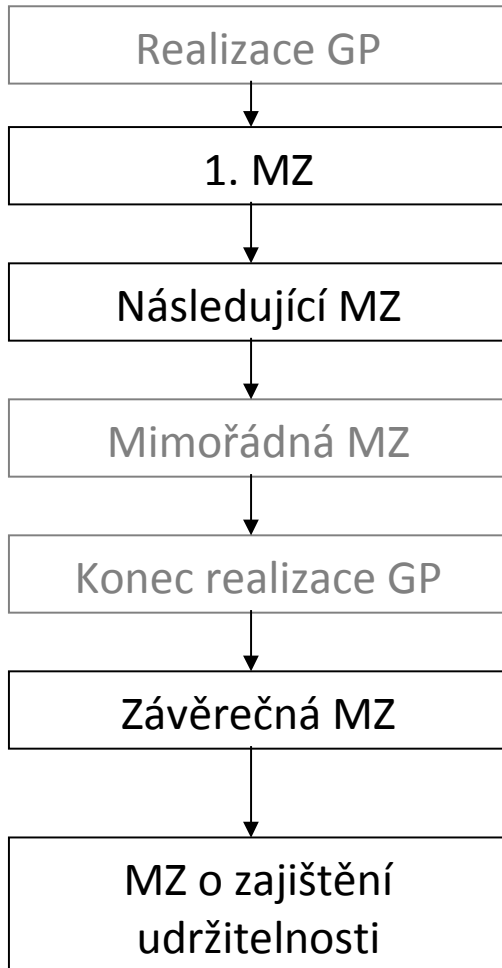 Realizace GP
1. MZ
Následující MZ
Mimořádná MZ
Konec realizace GP
Závěrečná MZ
MZ o zajištění
udržitelnosti